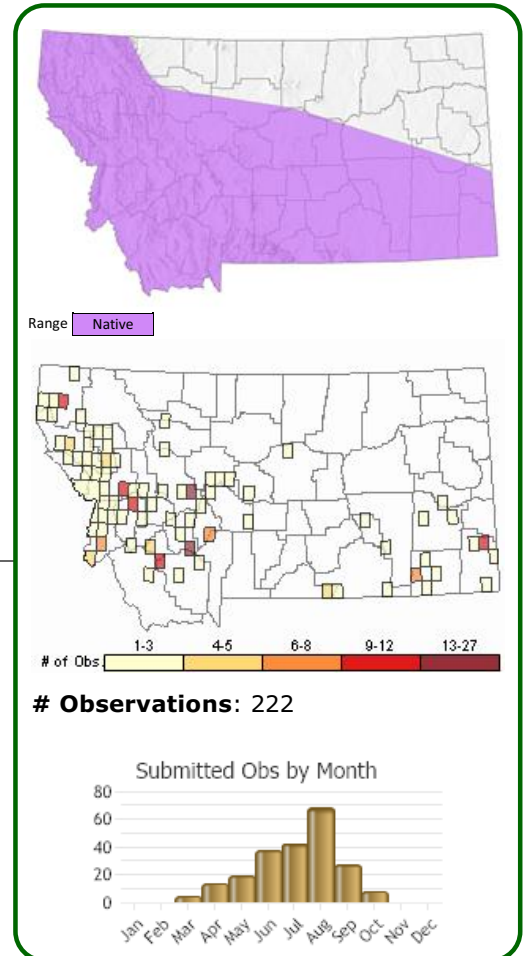 Range Native
1-3 4-5 6-8 9-12 13-27
# of Obs.
# Observations: 222
Submitted Obs by Month
80
60
40
20
0
Jan Feb Mar Apr May Jun Jul Aug Sep Oct Nov Dec